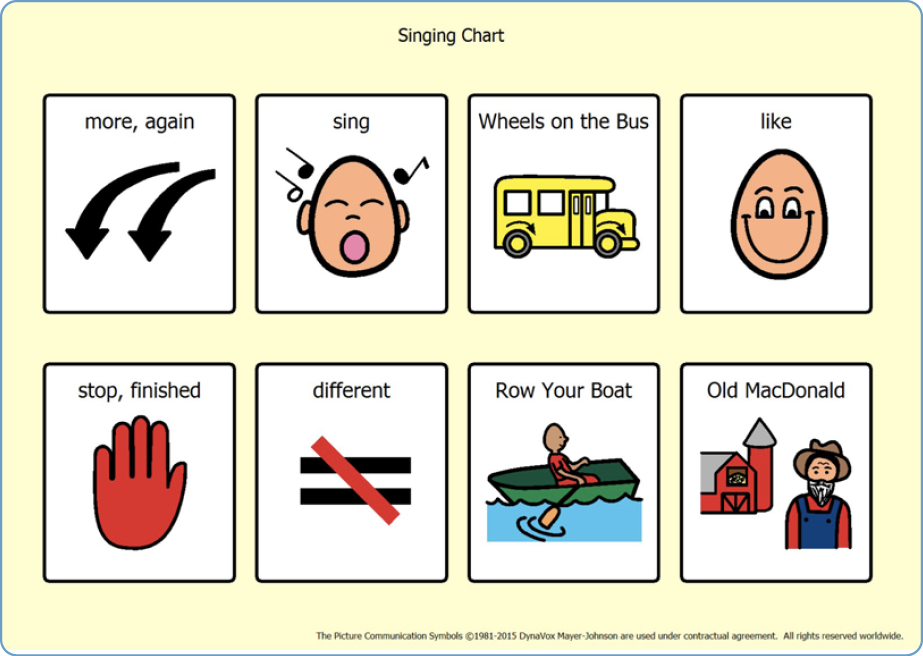 Singing Chart
more, again
sing
Wheels on the Bus
like
stop, finished
different
Row Your Boat
Old MacDonald
The Picture Communication Symbols ©1981-2015 DynaVox Mayer-Johnson are used under contractual agreement. All rights reserved worldwide.